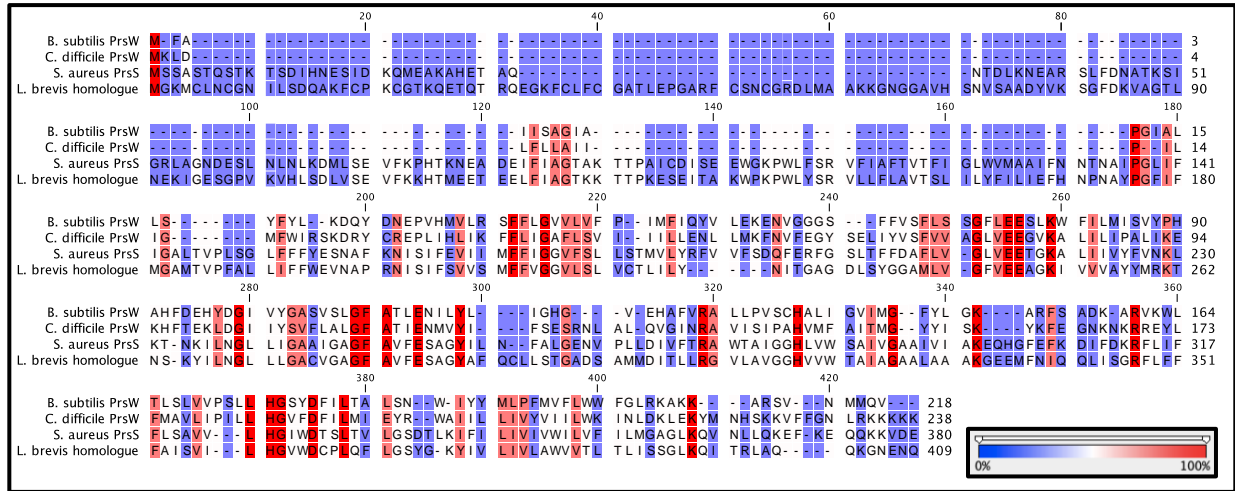 20 40 60 80
B. subtilis PrsW M-FA------ ---------- ---------- ---------- ---------- ---------- ---------- ---------- ---------- 3
C. difficile PrsW MKLD------ ---------- ---------- ---------- ---------- ---------- ---------- ---------- ---------- 4
S. aureus PrsS MSSASTQSTK TSDIHNESID KQMEAKAHET AQ-------- ---------- ---------- ---------- -NTDLKNEAR SLFDNATKSI 51
L. brevis homologue MGKMCLNCGN ILSDQAKFCP KCGTKQETQT RQEGKFCLFC GATLEPGARF CSNCGRDLMA AKKGNGGAVH SNVSAADYVK SGFDKVAGTL 90
100 120 140 160 180
B. subtilis PrsW ---------- ---------- ---------- --IISAGIA- ---------- ---------- ---------- ---------- -----PGIAL 15
C. difficile PrsW ---------- ---------- ---------- --LFLLAII- ---------- ---------- ---------- ---------- -----P--IL 14
S. aureus PrsS GRLAGNDESL NLNLKDMLSE VFKPHTKNEA DEIFIAGTAK TTPAICDISE EWGKPWLFSR VFIAFTVTFI GLWVMAAIFN NTNAIPGLIF 141
L. brevis homologue NEKIGESGPV KVHLSDLVSE VFKKHTMEET EELFIAGTKK TTPKESEITA KWPKPWLYSR VLLFLAVTSL ILYFILIEFH NPNAYPGFIF 180
200 220 240 260
B. subtilis PrsW LS-------- YFYL--KDQY DNEPVHMVLR SFFLGVVLVF P--IMFIQYV LEKENVGGGS ---FFVSFLS SGFLEESLKW FILMISVYPH 90
C. difficile PrsW IG-------- MFWIRSKDRY CREPLIHLIK FFLIGAFLSV I--IILLENL LMKFNVFEGY SELIYVSFVV AGLVEEGVKA LILIPALIKE 94
S. aureus PrsS IGALTVPLSG LFFFYESNAF KNISIFEVII MFFIGGVFSL LSTMVLYRFV VFSDQFERFG SLTFFDAFLV -GLVEETGKA LIIVYFVNKL 230
L. brevis homologue MGAMTVPFAL LIFFWEVNAP RNISIFSVVS MFFVGGVFSL VCTLILY--- ----NITGAG DLSYGGAMLV -GFVEEAGKI VVVAYYMRKT 262
280 300 320 340 360
B. subtilis PrsW AHFDEHYDGI VYGASVSLGF ATLENILYL- ---IGHG--- -V-EHAFVRA LLPVSCHALI GVIMG--FYL GK----ARFS ADK-ARVKWL 164
C. difficile PrsW KHFTEKLDGI IYSVFLALGF ATIENMVYI- ---FSESRNL AL-QVGINRA VISPIHAVMF AITMG--YYI SK----YKFE GNKNKRREYL 173
S. aureus PrsS KT-NKILNGL LIGAAIGAGF AVFESAGYIL N--FALGENV PLLDIVFTRA WTAIGGHLVW SAIVGAAIVI AKEQHGFEFK DIFDKRFLIF 317
L. brevis homologue NS-KYILNGL LLGACVGAGF AVFESAGYAF QCLLSTGADS AMMDITLLRG VLAVGGHVVW TAIAGAALAA AKGEEMFNIQ QLISGRFLIF 351
380 400 420
B. subtilis PrsW TLSLVVPSLL HGSYDFILTA LSN--W-IYY MLPFMVFLWW FGLRKAKK-- --ARSV---N MMQV--- 218
C. difficile PrsW FMAVLIPILL HGVFDFILMI EYR--WAIIL LIVYVIILWK INLDKLEKYM NHSKKVFFGN LRKKKKK 238
S. aureus PrsS FLSAVV---L HGIWDTSLTV LGSDTLKIFI LIVIVWILVF ILMGAGLKQV NLLQKEF-KE QQKKVDE 380
L. brevis homologue FAISVI---L HGVWDCPLQF LGSYG-KYIV LIVLAWVVTL TLISSGLKQI TRLAQ----- QKGNENQ 409
0% 100%